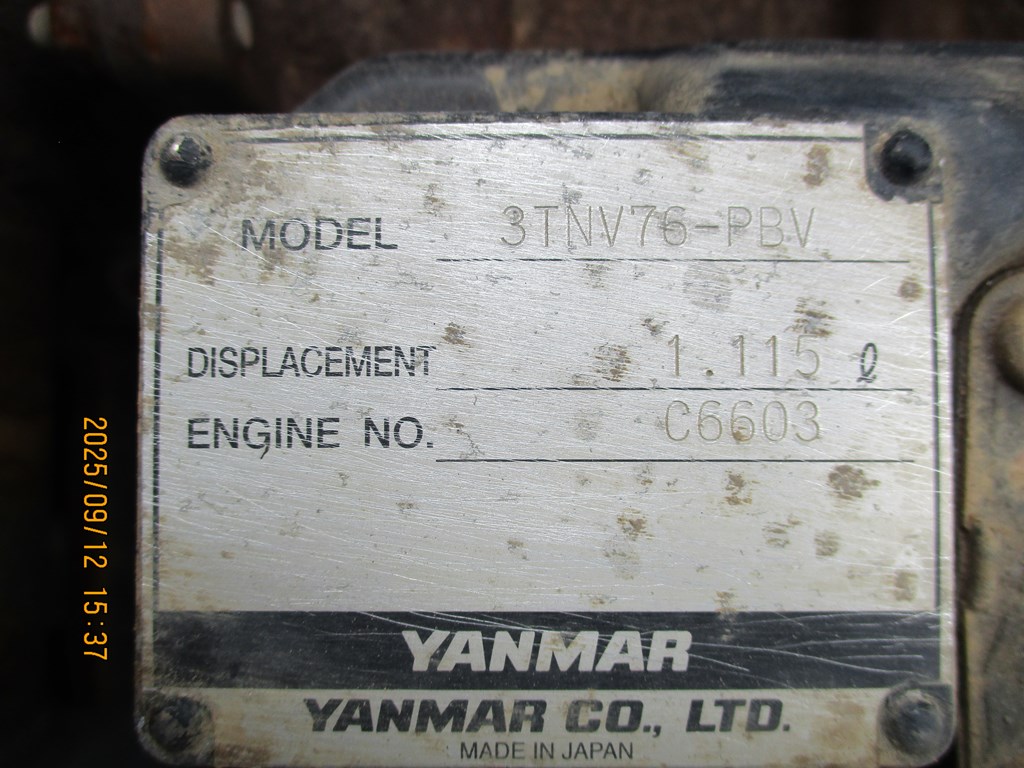 MODEL 3TNV76-PBV
DISPLACEMENT 1.115 ℓ
ENGINE NO. C6603
YANMAR
YANMAR CO., LTD.
MADE IN JAPAN
2025/09/12 15:37